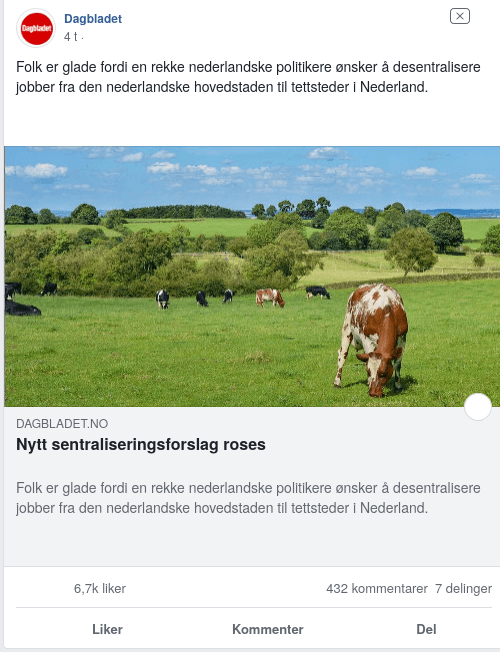 Dagbladet
Dagbladet
4 t ·
Folk er glade fordi en rekke nederlandske politikere ønsker å desentralisere
jobber fra den nederlandske hovedstaden til tettsteder i Nederland.
DAGBLADET.NO
Nytt sentraliseringsforslag roses
Folk er glade fordi en rekke nederlandske politikere ønsker å desentralisere
jobber fra den nederlandske hovedstaden til tettsteder i Nederland.
6,7k liker 432 kommentarer 7 delinger
Liker Kommenter Del